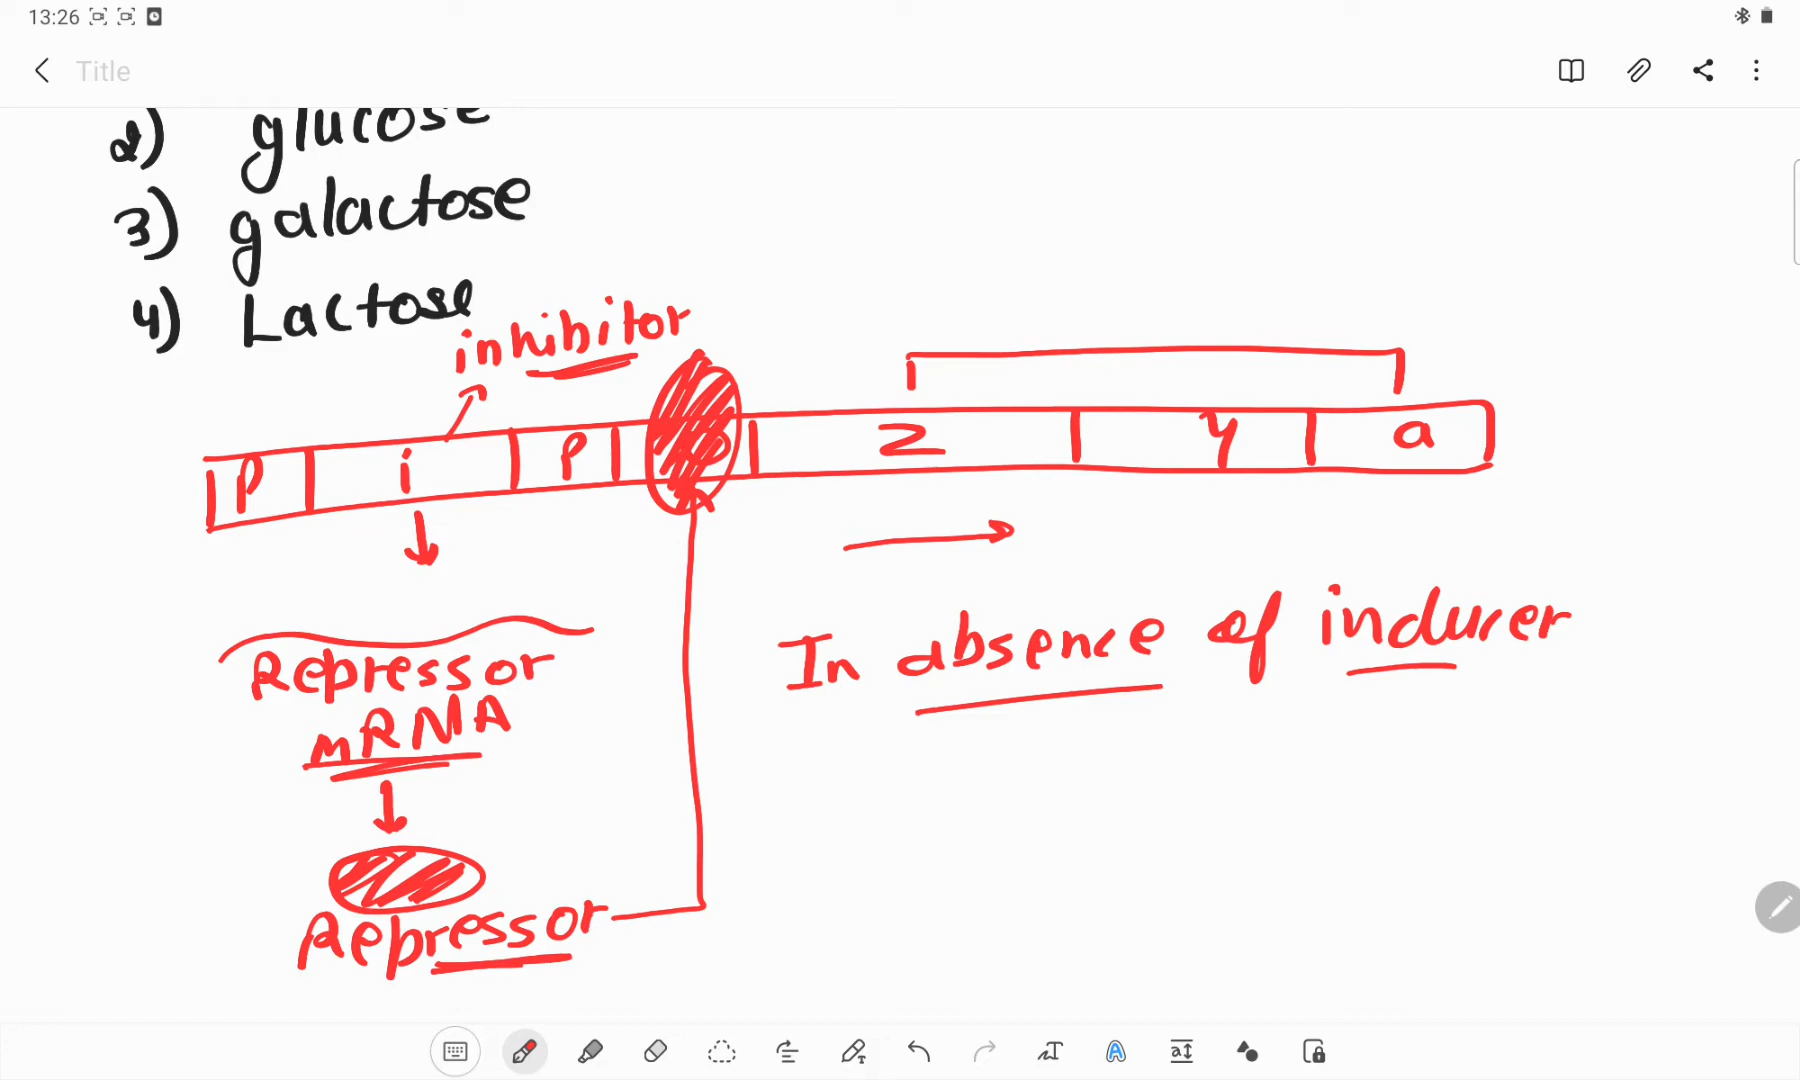 13:26
Title
2) glucose
3) galactose
4) Lactose
inhibitor
P i P O Z y a
In absence of inducer
Repressor
mRNA
Repressor